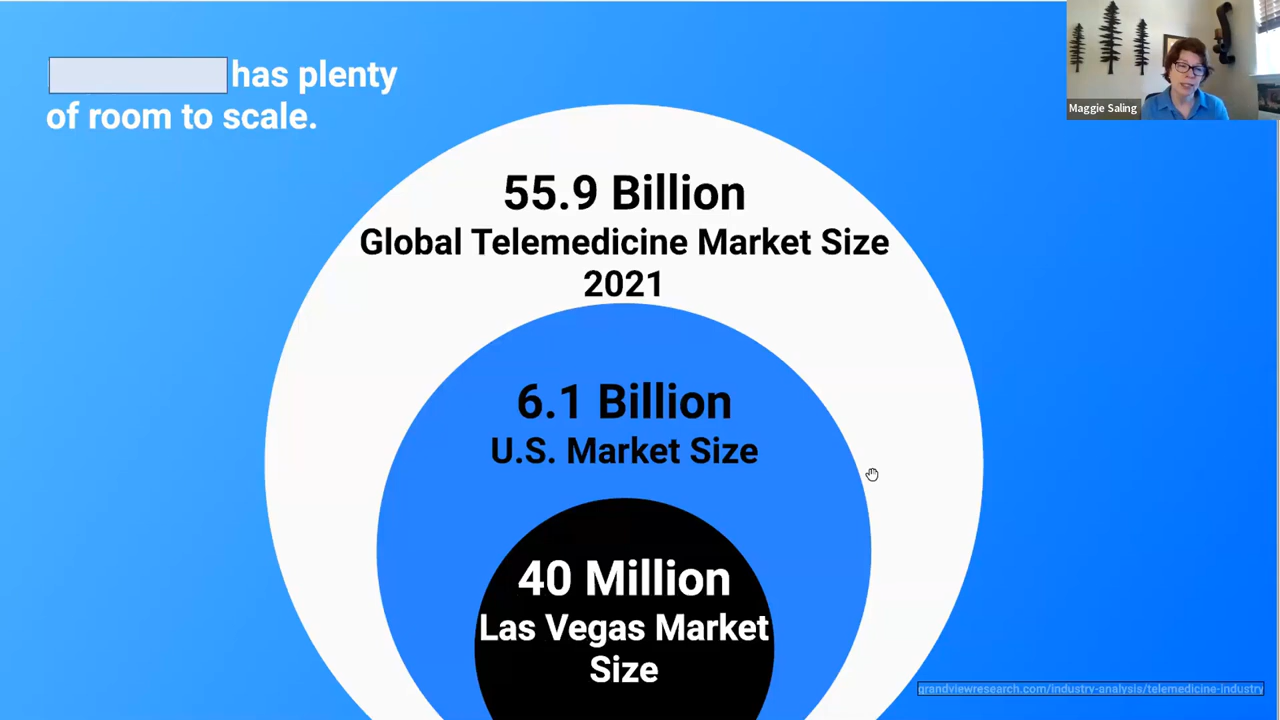 has plenty
of room to scale.
Maggie Saling
55.9 Billion
Global Telemedicine Market Size
2021
6.1 Billion
U.S. Market Size
40 Million
Las Vegas Market
Size
grandviewresearch.com/industry-analysis/telemedicine-industry